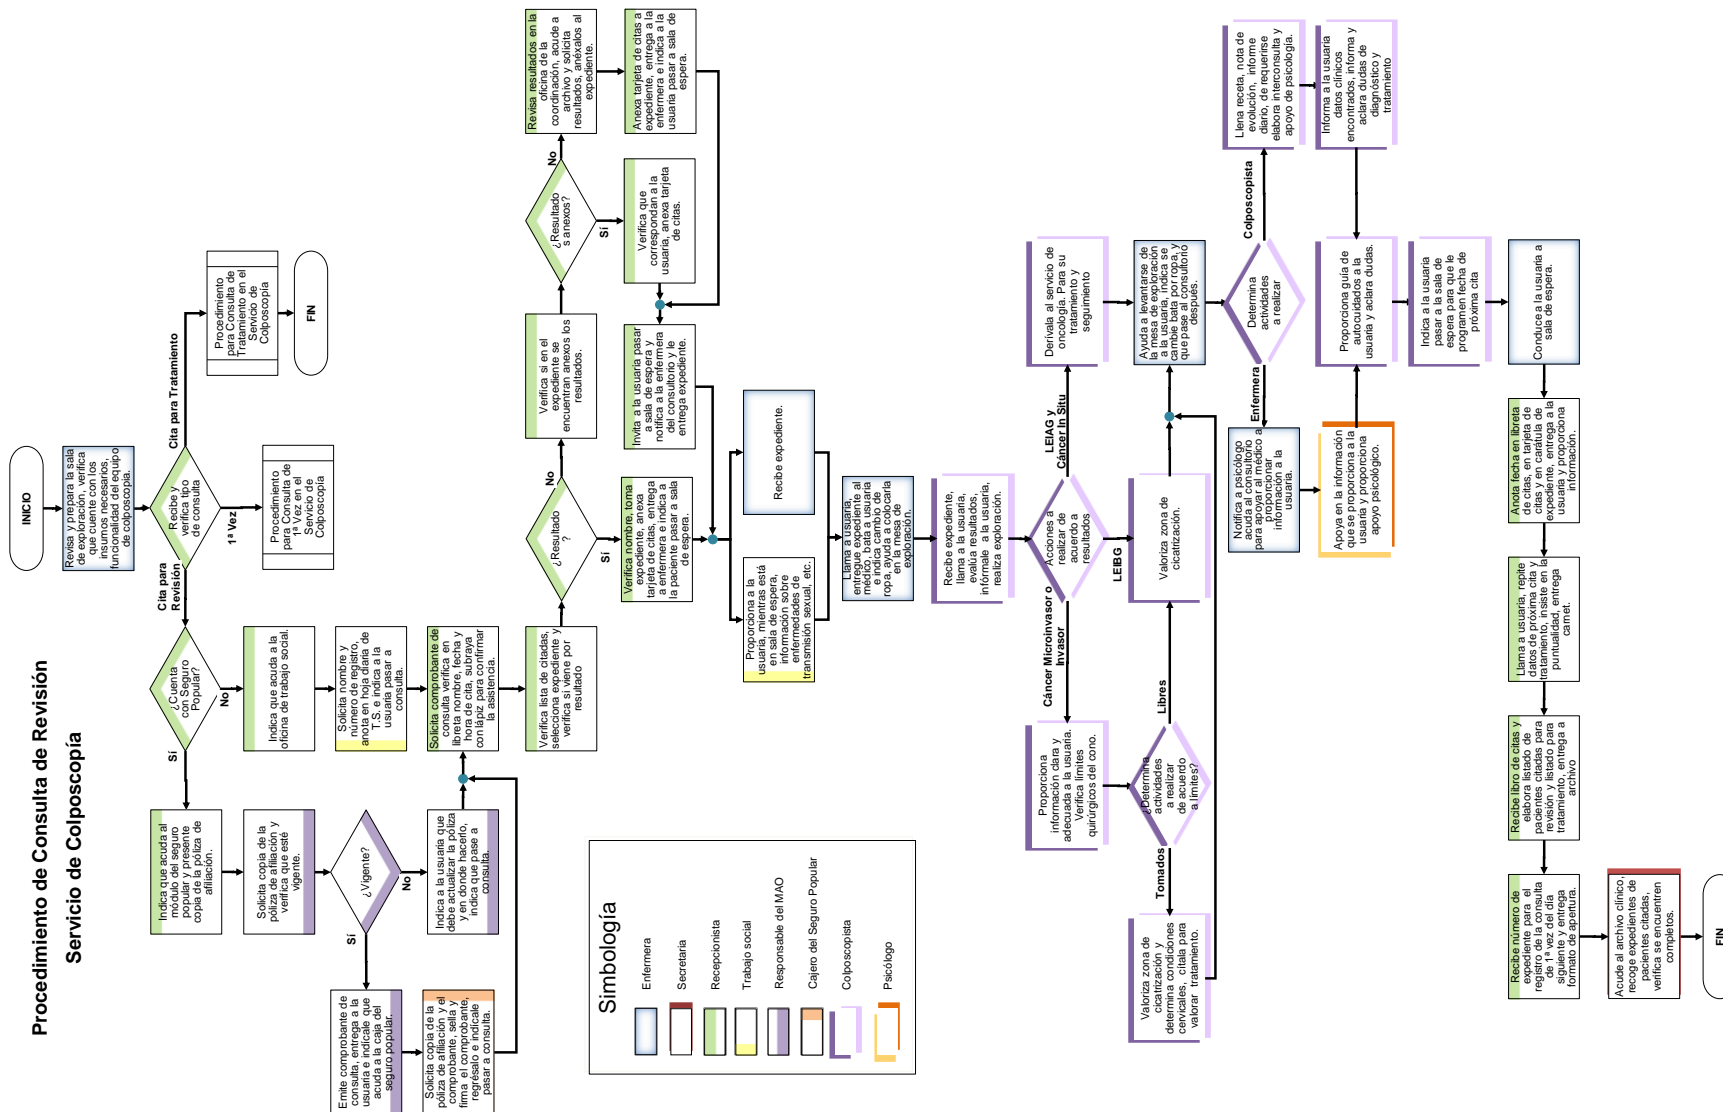 Procedimiento de Consulta de Revisión
Servicio de Colposcopía
INICIO
Revisa y prepara la sala
de exploración, verifica
que cuente con los
insumos necesarios,
funcionalidad del equipo
de colposcopía.
Recibe y
verifica tipo
de consulta
Cita para Tratamiento
Procedimiento
para Consulta de
Tratamiento en el
Servicio de
Colposcopía
FIN
1ª Vez
Procedimiento
para Consulta de
1ª Vez en el
Servicio de
Colposcopía
Cita para
Revisión
¿Cuenta
con Seguro
Popular?
No
Indica que acuda a la
oficina de trabajo social.
Solicita nombre y
número de registro,
anota en hoja diaria de
T.S. e indica a la
usuaria pasar a
consulta.
Sí
Indica que acuda al
módulo del seguro
popular y presente
copia de la póliza de
afiliación.
Solicita copia de la
póliza de afiliación y
verifica que esté
vigente.
¿Vigente?
No
Indica a la usuaria que
debe actualizar la póliza
y en donde hacerlo,
indica que pase a
consulta.
Sí
Emite comprobante de
consulta, entrega a la
usuaria e indícale que
acuda a la caja del
seguro popular.
Solicita copia de la
póliza de afiliación y el
comprobante, sella y
firma el comprobante,
regrésalo e indícale
pasar a consulta.
Solicita comprobante de
consulta verifica en
libreta nombre, fecha y
hora de cita, subraya
con lápiz para confirmar
la asistencia.
Verifica lista de citadas,
selecciona expediente y
verifica si viene por
resultado
¿Resultado
?
Sí
Verifica nombre, toma
expediente, anexa
tarjeta de citas, entrega
a enfermera e indica a
la paciente pasar a sala
de espera.
No
Verifica si en el
expediente se
encuentran anexos los
resultados.
¿Resultado
s anexos?
No
Revisa resultados en la
oficina de la
coordinación, acude a
archivo y solicita
resultados, anéxalos al
expediente.
Anexa tarjeta de citas a
expediente, entrega a la
enfermera e indica a la
usuaria pasar a sala de
espera.
Sí
Verifica que
correspondan a la
usuaria, anexa tarjeta
de citas.
Invita a la usuaria pasar
a sala de espera y
notifica a la enfermera
del consultorio y le
entrega expediente.
Recibe expediente.
Proporciona a la
usuaria, mientras está
en sala de espera,
información sobre
enfermedades de
transmisión sexual, etc.
Llama a usuaria,
entregue expediente al
médico, bata a usuaria
e indica cambio de
ropa, ayuda a colocarla
en la mesa de
exploración.
Recibe expediente,
llama a la usuaria,
evalúa resultados,
infórmale a la usuaria,
realiza exploración.
Acciones a
realizar de
acuerdo a
resultados
LEIAG y
Cáncer In Situ
Derivala al servicio de
oncología. Para su
tratamiento y
seguimiento
LEIBG
Valoriza zona de
cicatrización.
Cáncer Microinvasor o
Invasor
Proporciona
información clara y
adecuada a la usuaria.
Verifica límites
quirúrgicos del cono.
¿Determina
actividades
a realizar
de acuerdo
a límites?
Libres
Tomados
Valoriza zona de
cicatrización y
determina condiciones
cervicales, cítala para
valorar tratamiento.
Ayuda a levantarse de
la mesa de exploración
a la usuaria, indica se
cambie bata por ropa, y
que pase al consultorio
después.
Determina
actividades
a realizar
Colposcopista
Llena receta, nota de
evolución, informe
diario, de requerirse
elabora interconsulta y
apoyo de psicología.
Informa a la usuaria
datos clínicos
encontrados, informa y
aclara dudas de
diagnóstico y
tratamiento
Enfermera
Notifica a psicólogo
acuda al consultorio
para apoyar al médico a
proporcionar
información a la
usuaria.
Apoya en la información
que se proporciona a la
usuaria y proporciona
apoyo psicológico.
Proporciona guía de
autocuidados a la
usuaria y aclara dudas.
Indica a la usuaria
pasar a la sala de
espera para que le
programen fecha de
próxima cita
Conduce a la usuaria a
sala de espera.
Anota fecha en libreta
de citas, en tarjeta de
citas y en carátula de
expediente, entrega a la
usuaria y proporciona
información.
Llama a usuaria, repite
datos de próxima cita y
tratamiento, insiste en la
puntualidad, entrega
carnet.
Recibe libro de citas y
elabora listado de
pacientes citadas para
revisión y listado para
tratamiento, entrega a
archivo
Recibe número de
expediente para el
registro de la consulta
de 1ª vez del día
siguiente y entrega
formato de apertura.
Acude al archivo clínico,
recoge expedientes de
pacientes citadas,
verifica se encuentren
completos.
FIN
Simbología
Enfermera
Secretaria
Recepcionista
Trabajo social
Responsable del MAO
Cajero del Seguro Popular
Colposcopista
Psicólogo